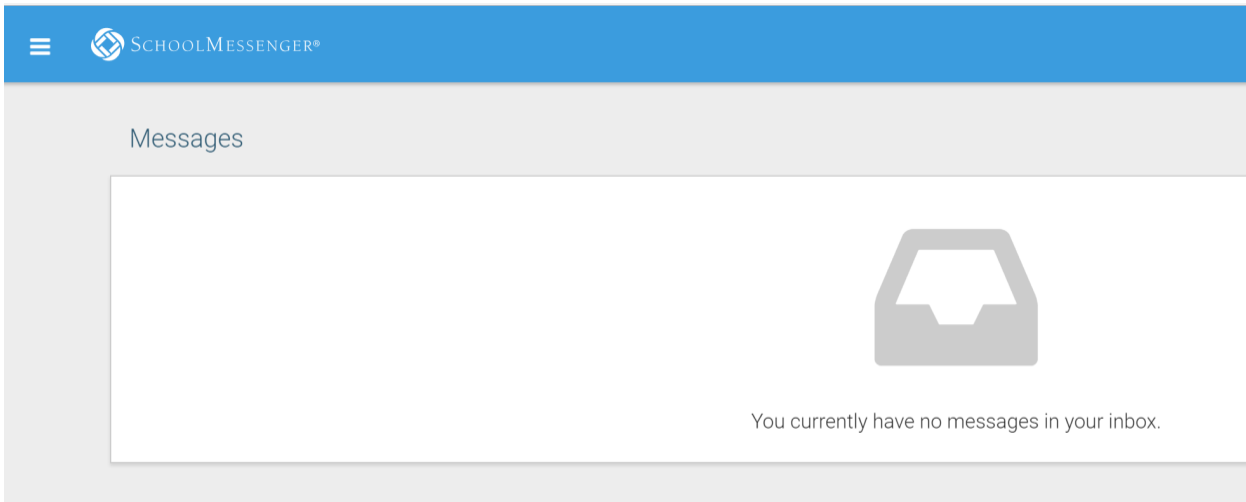 SCHOOLMESSENGER®
Messages
You currently have no messages in your inbox.